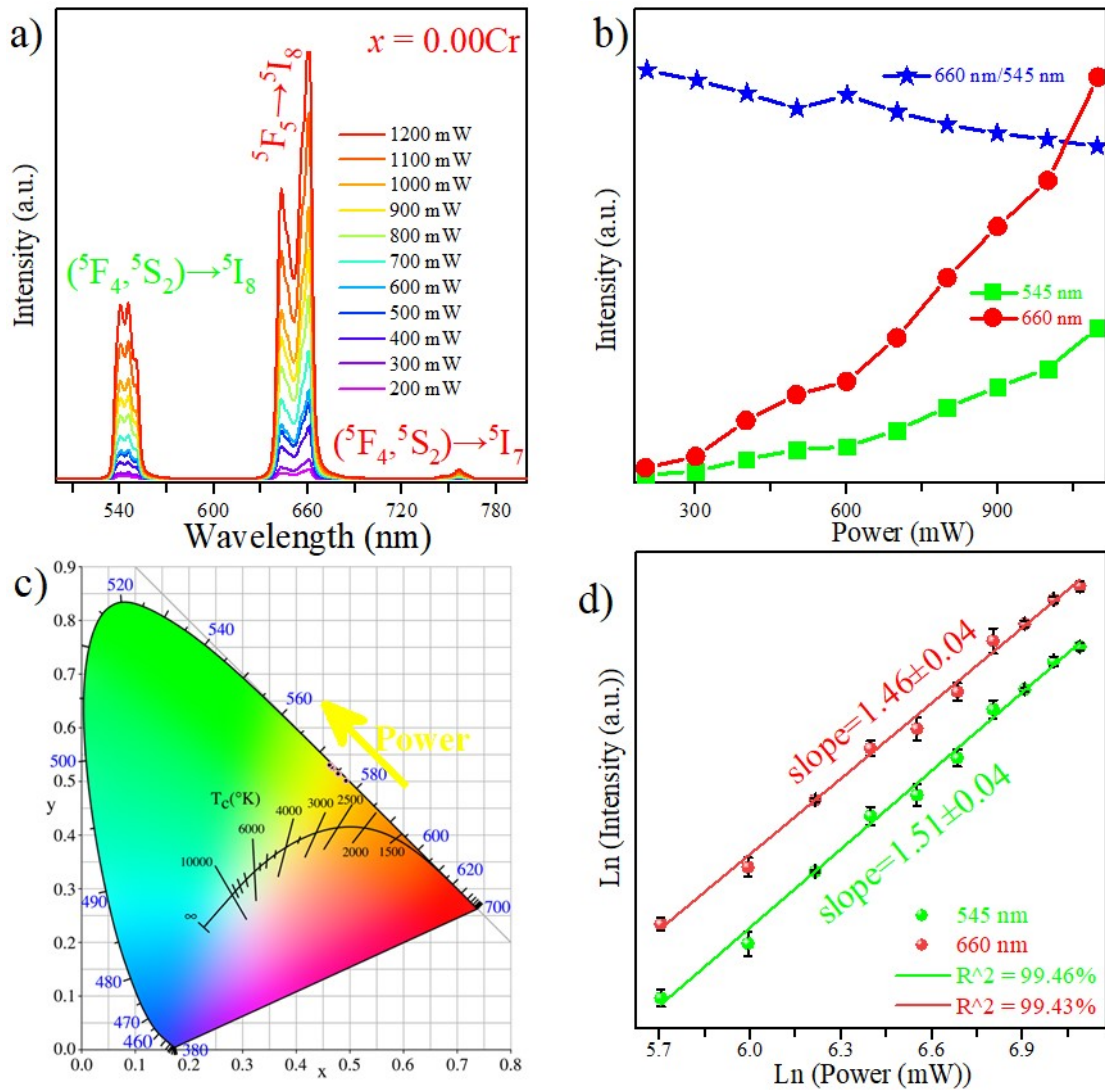 a)
x = 0.00Cr
⁵F₅→⁵I₈
(⁵F₄,⁵S₂)→⁵I₈
(⁵F₄,⁵S₂)→⁵I₇
1200 mW
1100 mW
1000 mW
900 mW
800 mW
700 mW
600 mW
500 mW
400 mW
300 mW
200 mW
Intensity (a.u.)
540 600 660 720 780
Wavelength (nm)
b)
660 nm/545 nm
545 nm
660 nm
Intensity (a.u.)
300 600 900
Power (mW)
c)
0.9
0.8
0.7
0.6
0.5
y
0.4
0.3
0.2
0.1
0.0
520
540
560
500
580
600
620
700
490
480
470
460
380
Power
T_C(°K)
∞
10000
6000
4000
3000
2500
2000
1500
0.0 0.1 0.2 0.3 0.4 0.5 0.6 0.7 0.8
x
d)
slope=1.46±0.04
slope=1.51±0.04
545 nm
660 nm
R^2 = 99.46%
R^2 = 99.43%
Ln (Intensity (a.u.))
5.7 6.0 6.3 6.6 6.9
Ln (Power (mW))